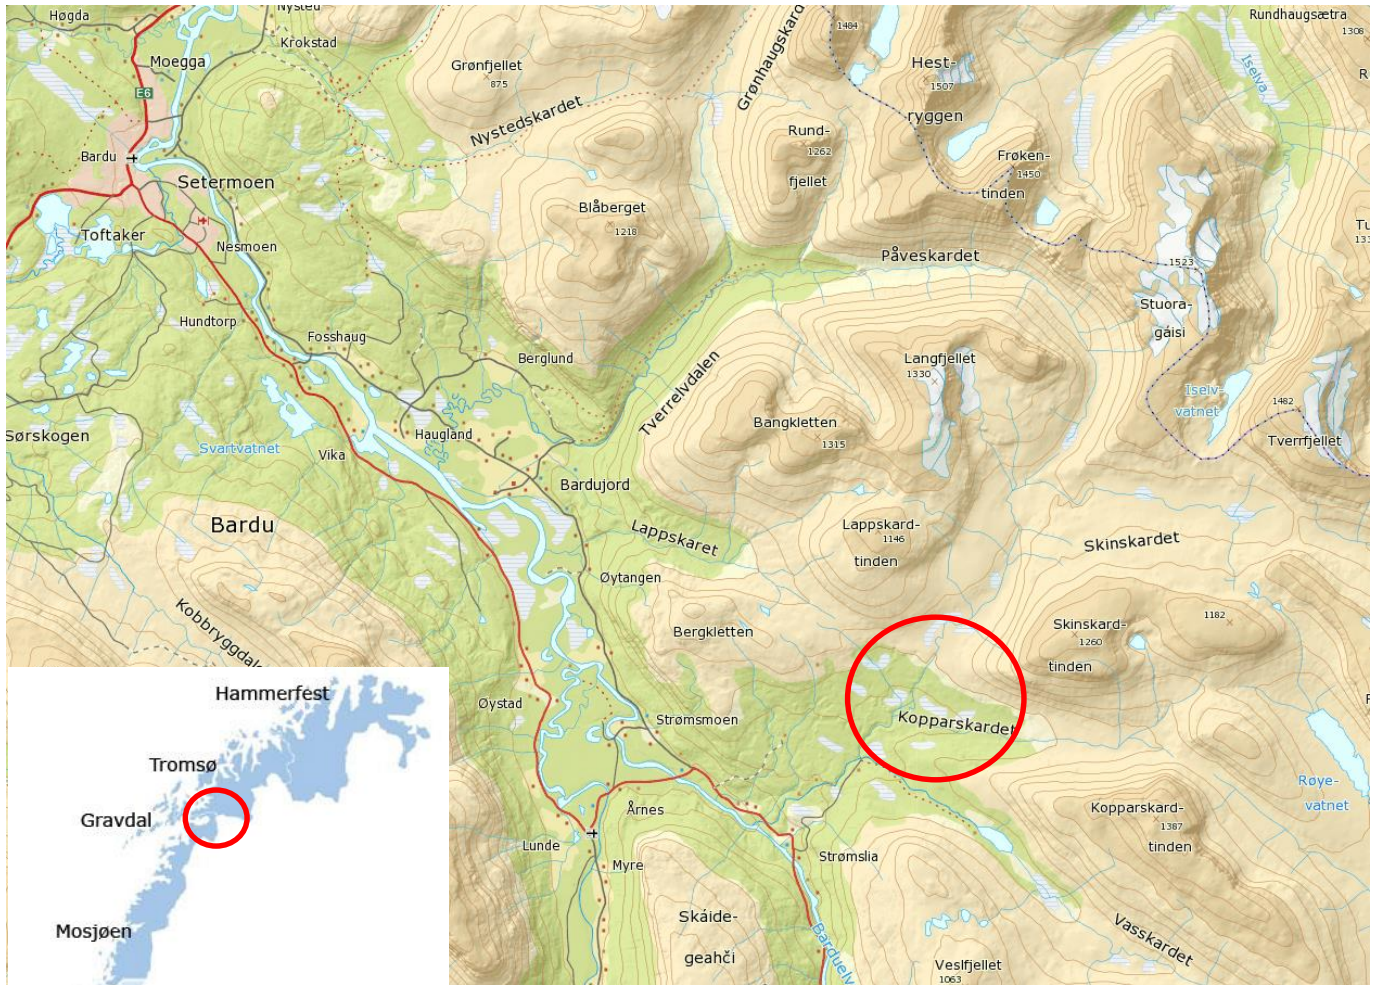 Høgda
Nysteu
Krokstad
Moegga
E6
Bardu
Setermoen
Toftaker
Nesmoen
Hundtorp
Fosshaug
Berglund
Grønfjellet
875
Nystedskardet
Grønhaugskard
1484
Hest-
1507
ryggen
Rund-
1262
fjellet
Frøken-
1450
tinden
Rundhaugsætra
1308
Iselva
Blåberget
1218
Påveskardet
1523
Stuora-
gáisi
Iselv-
vatnet
1482
Tverrfjellet
Tverrelvdalen
Langfjellet
1330
Bangkletten
1315
Sørskogen
Svartvatnet
Vika
Haugland
Bardujord
Bardu
Lappskaret
Lappskard-
1146
tinden
Skinskardet
Øytangen
Bergkletten
Skinskard-
1260
tinden
1182
Kobbryggdale
Øystad
Strømsmoen
Kopparskardet
Røye-
vatnet
Kopparskard-
1387
tinden
Årnes
Lunde
Myre
Strømslia
Skáide-
geahči
Barduelv
Veslfjellet
1063
Vasskardet
Hammerfest
Tromsø
Gravdal
Mosjøen